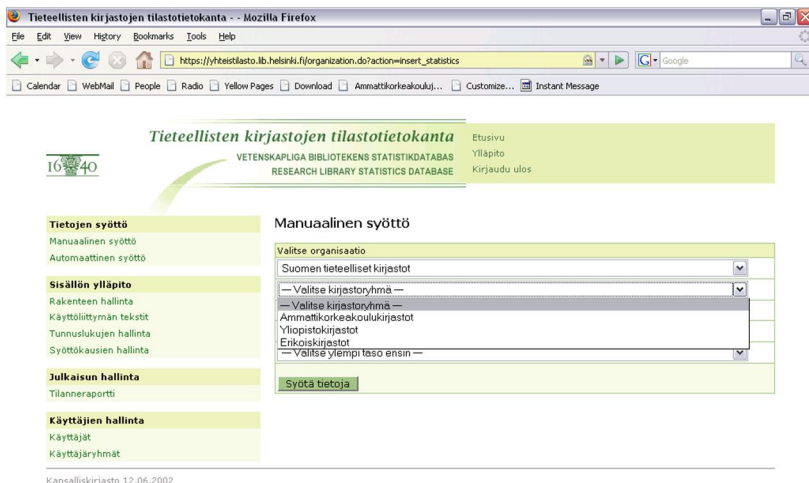 Tieteellisten kirjastojen tilastotietokanta - - Mozilla Firefox
File Edit View History Bookmarks Tools Help
https://yhteistilasto.lib.helsinki.fi/organization.do?action=insert_statistics
G Google
Calendar WebMail People Radio Yellow Pages Download Ammattikorkeakouluj... Customize... Instant Message
1640
Tieteellisten kirjastojen tilastotietokanta
VETENSKAPLIGA BIBLIOTEKENS STATISTIKDATABAS
RESEARCH LIBRARY STATISTICS DATABASE
Etusivu
Ylläpito
Kirjaudu ulos
Tietojen syöttö
Manuaalinen syöttö
Automaattinen syöttö
Sisällön ylläpito
Rakenteen hallinta
Käyttöliittymän tekstit
Tunnuslukujen hallinta
Syöttökausien hallinta
Julkaisun hallinta
Tilanneraportti
Käyttäjien hallinta
Käyttäjät
Käyttäjäryhmät
Manuaalinen syöttö
Valitse organisaatio
Suomen tieteelliset kirjastot
— Valitse kirjastoryhmä —
— Valitse kirjastoryhmä —
Ammattikorkeakoulukirjastot
Yliopistokirjastot
Erikoiskirjastot
— Valitse ylempi taso ensin —
Syötä tietoja
Kansalliskirjasto 12.06.2002